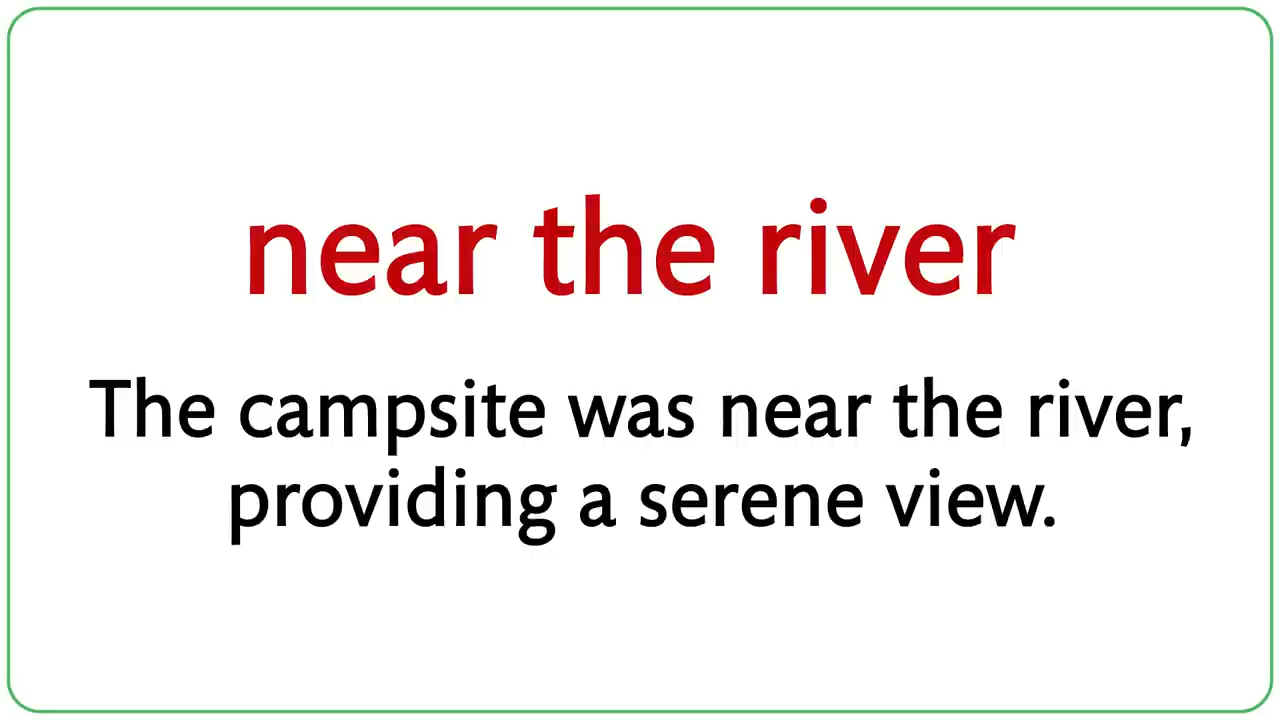 near the river
The campsite was near the river,
providing a serene view.